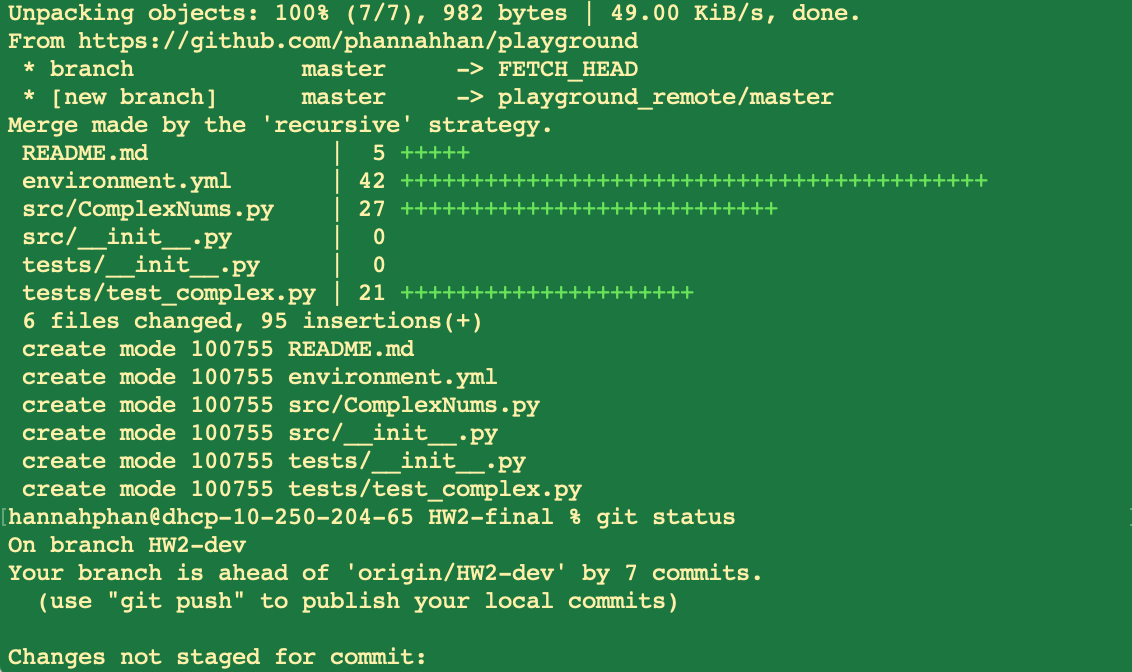 Unpacking objects: 100% (7/7), 982 bytes | 49.00 KiB/s, done.
From https://github.com/phannahhan/playground
 * branch            master     -> FETCH_HEAD
 * [new branch]      master     -> playground_remote/master
Merge made by the 'recursive' strategy.
 README.md             |  5 +++++
 environment.yml       | 42 ++++++++++++++++++++++++++++++++++++++++++
 src/ComplexNums.py    | 27 +++++++++++++++++++++++++++
 src/__init__.py       |  0
 tests/__init__.py     |  0
 tests/test_complex.py | 21 +++++++++++++++++++++
 6 files changed, 95 insertions(+)
 create mode 100755 README.md
 create mode 100755 environment.yml
 create mode 100755 src/ComplexNums.py
 create mode 100755 src/__init__.py
 create mode 100755 tests/__init__.py
 create mode 100755 tests/test_complex.py
[hannahphan@dhcp-10-250-204-65 HW2-final % git status
On branch HW2-dev
Your branch is ahead of 'origin/HW2-dev' by 7 commits.
  (use "git push" to publish your local commits)

Changes not staged for commit: